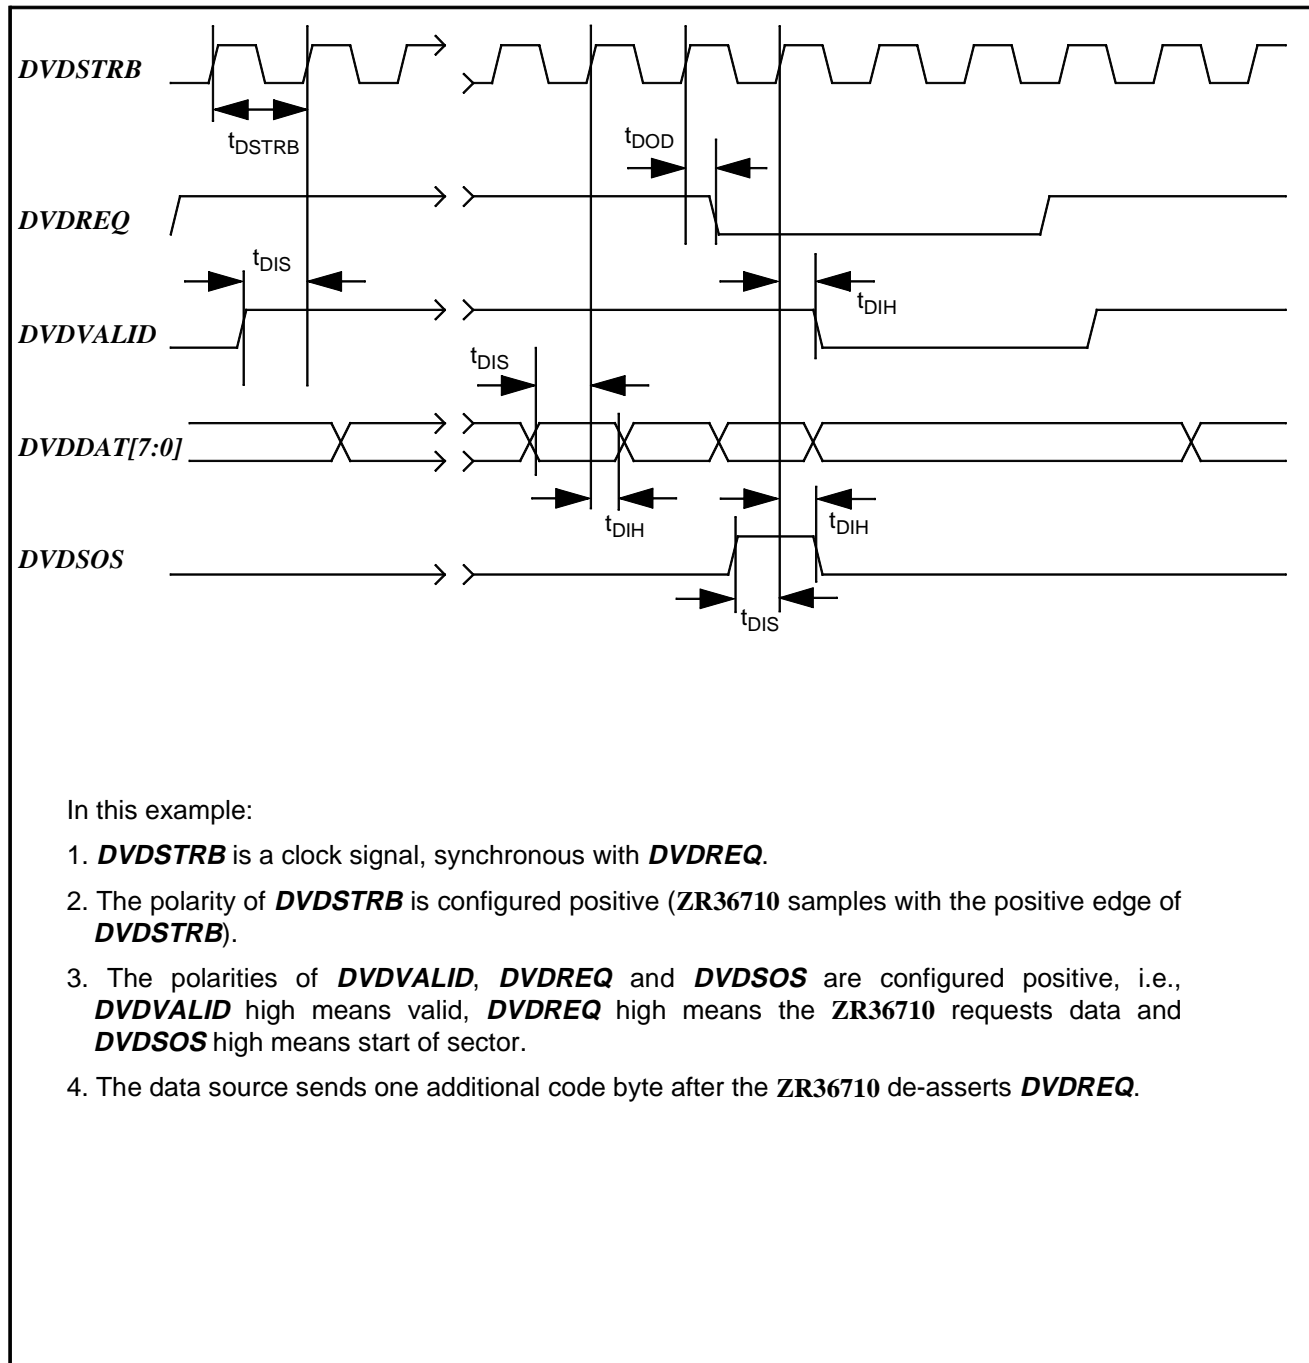 DVDSTRB
tDSTRB
tDOD
DVDREQ
tDIS
tDIH
DVDVALID
tDIS
DVDDAT[7:0]
tDIH
tDIH
DVDSOS
tDIS
In this example:
1. DVDSTRB is a clock signal, synchronous with DVDREQ.
2. The polarity of DVDSTRB is configured positive (ZR36710 samples with the positive edge of
DVDSTRB).
3. The polarities of DVDVALID, DVDREQ and DVDSOS are configured positive, i.e.,
DVDVALID high means valid, DVDREQ high means the ZR36710 requests data and
DVDSOS high means start of sector.
4. The data source sends one additional code byte after the ZR36710 de-asserts DVDREQ.